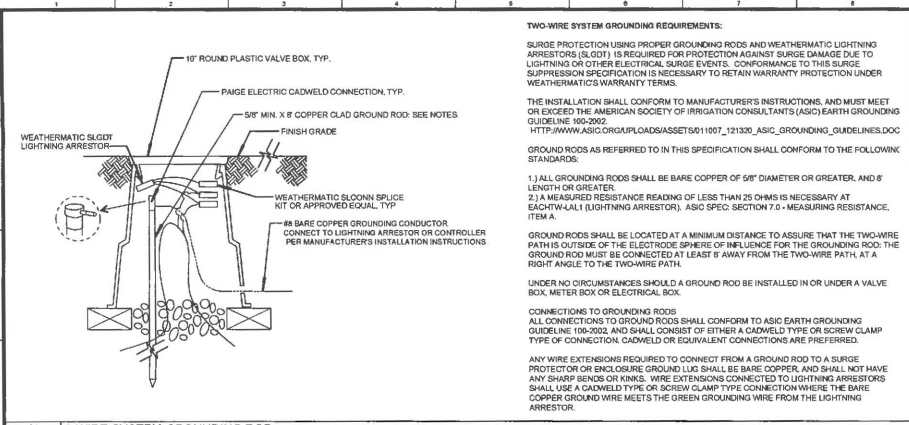 1 2 3 4 5 6 7 8
10" ROUND PLASTIC VALVE BOX, TYP.
PAIGE ELECTRIC CADWELD CONNECTION, TYP.
5/8" MIN. X 8' COPPER CLAD GROUND ROD: SEE NOTES
FINISH GRADE
WEATHERMATIC SLGDT
LIGHTNING ARRESTOR
WEATHERMATIC SLCONN SPLICE
KIT OR APPROVED EQUAL, TYP
#6 BARE COPPER GROUNDING CONDUCTOR
CONNECT TO LIGHTNING ARRESTOR OR CONTROLLER
PER MANUFACTURER'S INSTALLATION INSTRUCTIONS
TWO-WIRE SYSTEM GROUNDING REQUIREMENTS:
SURGE PROTECTION USING PROPER GROUNDING RODS AND WEATHERMATIC LIGHTNING
ARRESTORS (SLGDT) IS REQUIRED FOR PROTECTION AGAINST SURGE DAMAGE DUE TO
LIGHTNING OR OTHER ELECTRICAL SURGE EVENTS. CONFORMANCE TO THIS SURGE
SUPPRESSION SPECIFICATION IS NECESSARY TO RETAIN WARRANTY PROTECTION UNDER
WEATHERMATIC'S WARRANTY TERMS.
THE INSTALLATION SHALL CONFORM TO MANUFACTURER'S INSTRUCTIONS, AND MUST MEET
OR EXCEED THE AMERICAN SOCIETY OF IRRIGATION CONSULTANTS (ASIC) EARTH GROUNDING
GUIDELINE 100-2002.
HTTP://WWW.ASIC.ORG/UPLOADS/ASSETS/011007_121320_ASIC_GROUNDING_GUIDELINES.DOC
GROUND RODS AS REFERRED TO IN THIS SPECIFICATION SHALL CONFORM TO THE FOLLOWING
STANDARDS:
1.) ALL GROUNDING RODS SHALL BE BARE COPPER OF 5/8" DIAMETER OR GREATER, AND 8'
LENGTH OR GREATER.
2.) A MEASURED RESISTANCE READING OF LESS THAN 25 OHMS IS NECESSARY AT
EACHTW-LAL1 (LIGHTNING ARRESTOR). ASIC SPEC: SECTION 7.0 - MEASURING RESISTANCE,
ITEM A.
GROUND RODS SHALL BE LOCATED AT A MINIMUM DISTANCE TO ASSURE THAT THE TWO-WIRE
PATH IS OUTSIDE OF THE ELECTRODE SPHERE OF INFLUENCE FOR THE GROUNDING ROD: THE
GROUND ROD MUST BE CONNECTED AT LEAST 8' AWAY FROM THE TWO-WIRE PATH, AT A
RIGHT ANGLE TO THE TWO-WIRE PATH.
UNDER NO CIRCUMSTANCES SHOULD A GROUND ROD BE INSTALLED IN OR UNDER A VALVE
BOX, METER BOX OR ELECTRICAL BOX.
CONNECTIONS TO GROUNDING RODS
ALL CONNECTIONS TO GROUND RODS SHALL CONFORM TO ASIC EARTH GROUNDING
GUIDELINE 100-2002, AND SHALL CONSIST OF EITHER A CADWELD TYPE OR SCREW CLAMP
TYPE OF CONNECTION. CADWELD OR EQUIVALENT CONNECTIONS ARE PREFERRED.
ANY WIRE EXTENSIONS REQUIRED TO CONNECT FROM A GROUND ROD TO A SURGE
PROTECTOR OR ENCLOSURE GROUND LUG SHALL BE BARE COPPER, AND SHALL NOT HAVE
ANY SHARP BENDS OR KINKS. WIRE EXTENSIONS CONNECTED TO LIGHTNING ARRESTORS
SHALL USE A CADWELD TYPE OR SCREW CLAMP TYPE CONNECTION WHERE THE BARE
COPPER GROUND WIRE MEETS THE GREEN GROUNDING WIRE FROM THE LIGHTNING
ARRESTOR.